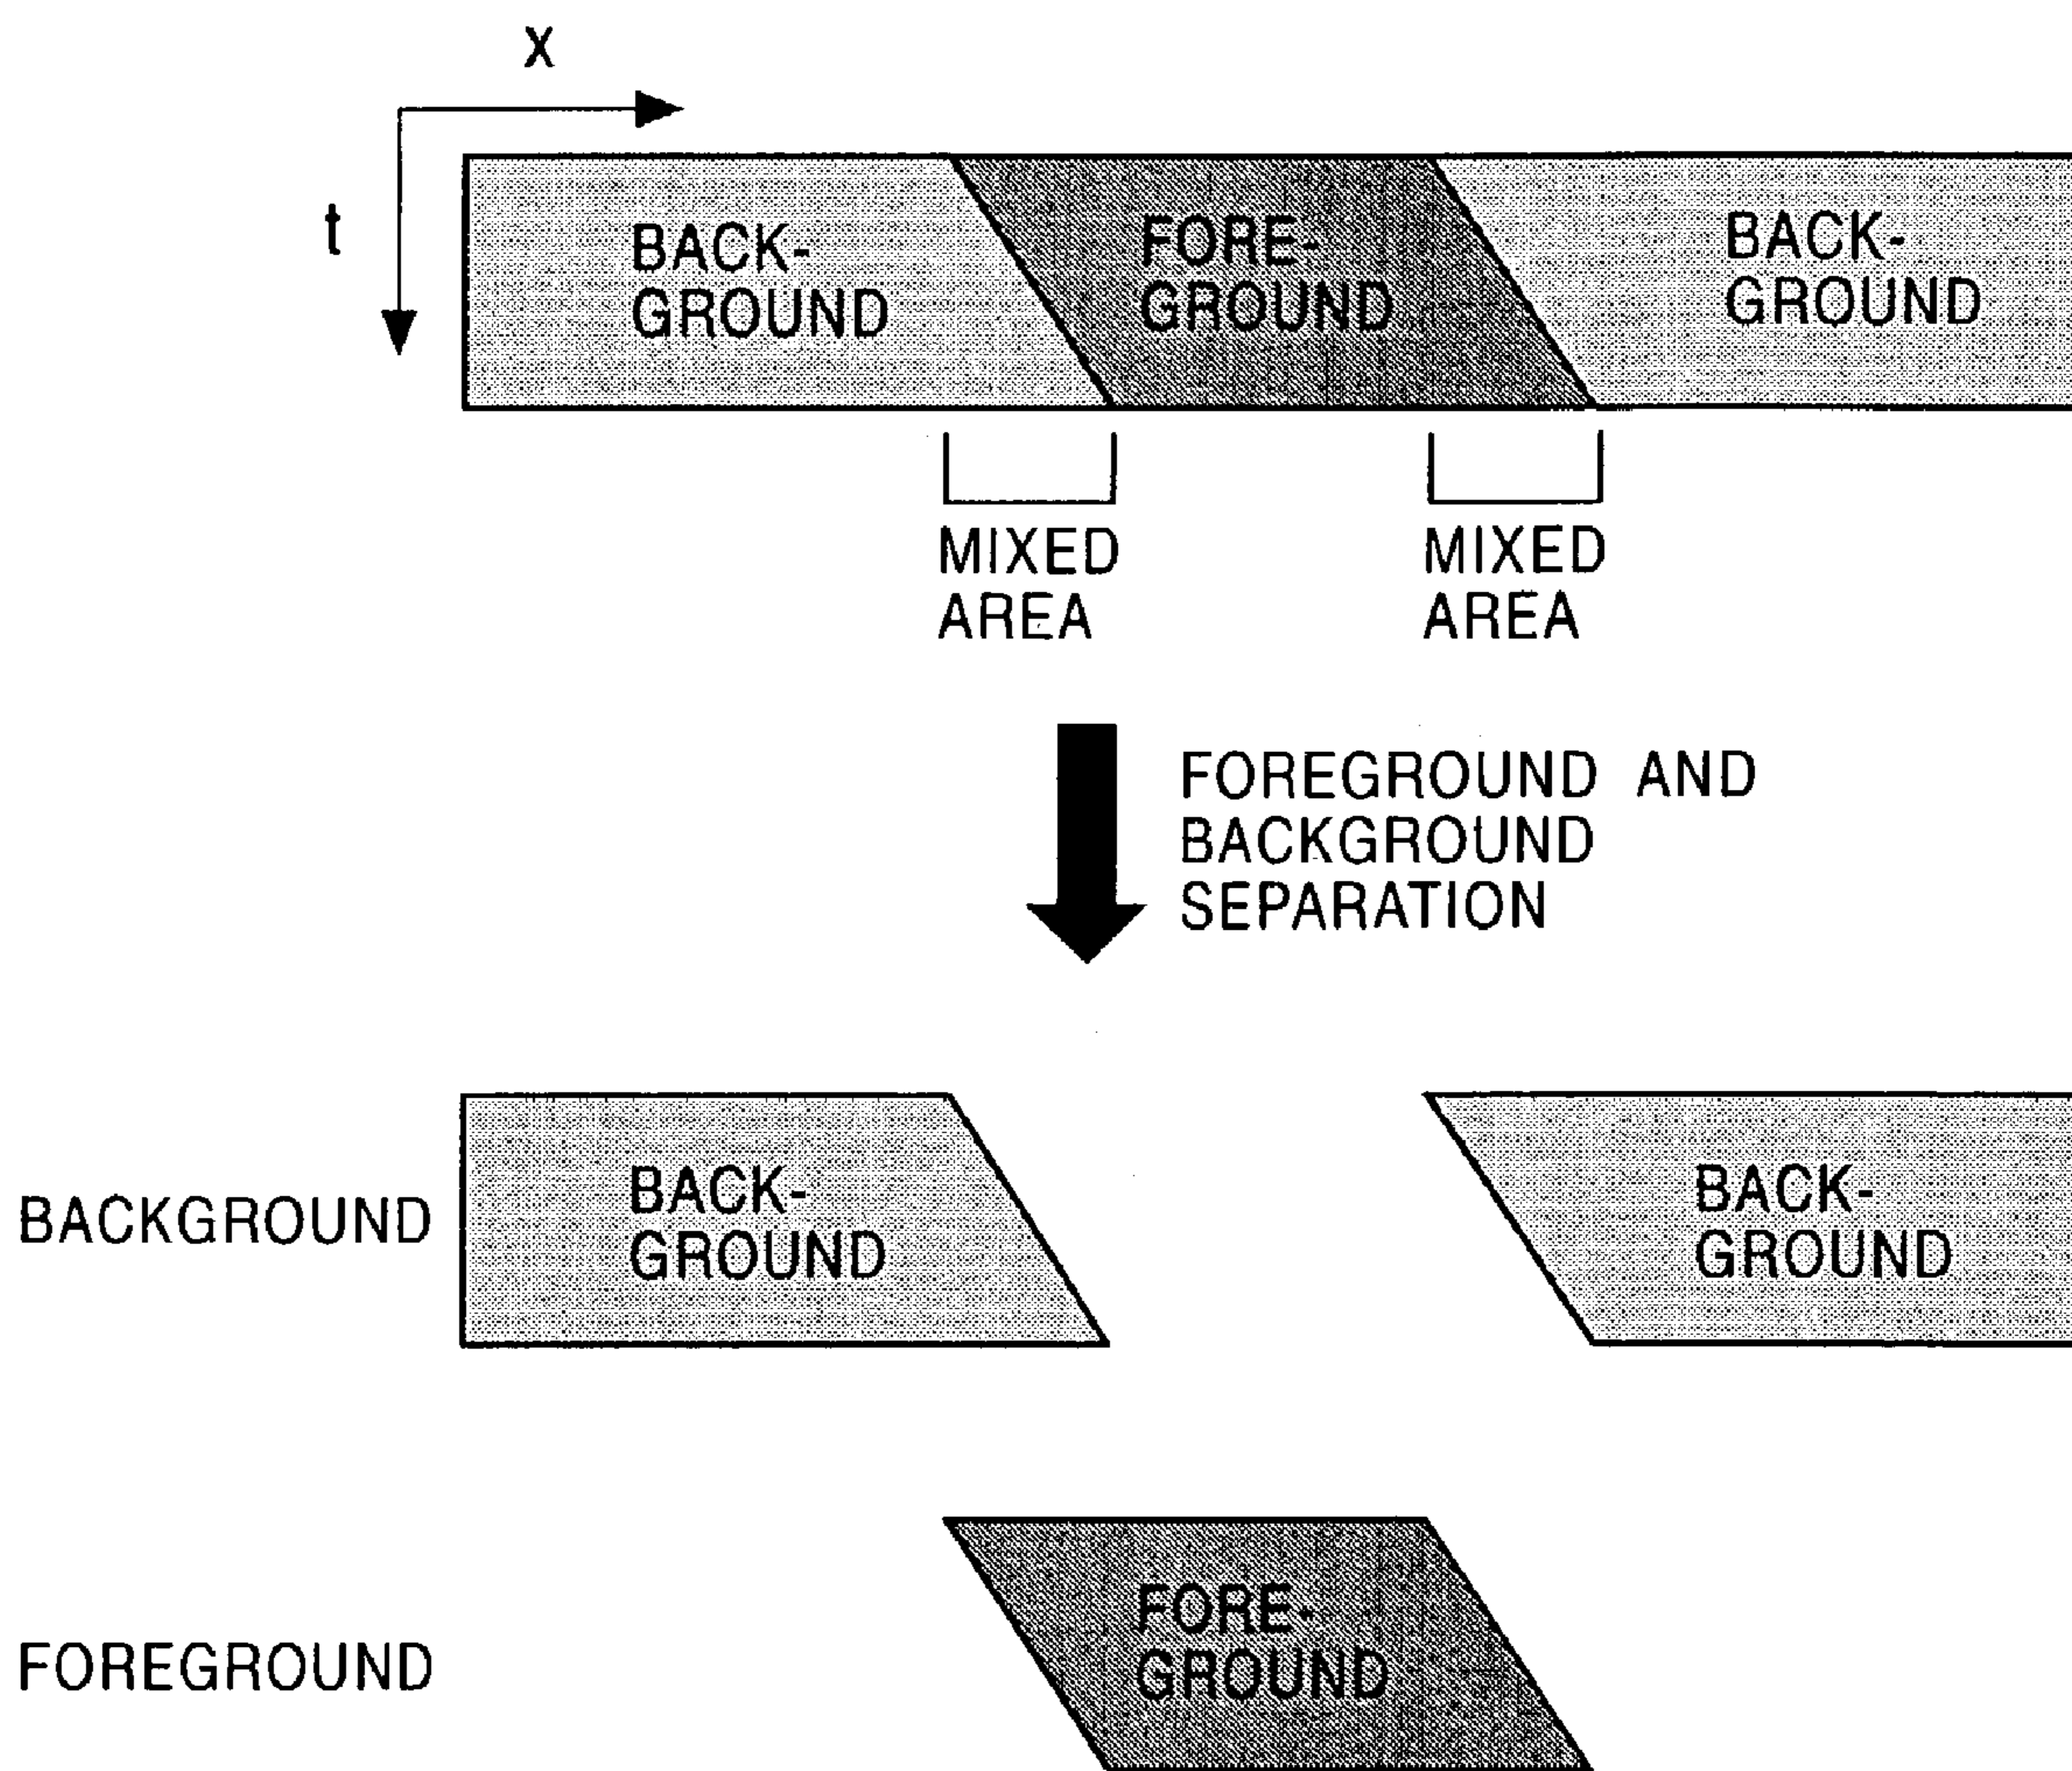 X
t
BACK-
GROUND
FORE-
GROUND
BACK-
GROUND
MIXED
AREA
MIXED
AREA
FOREGROUND AND
BACKGROUND
SEPARATION
BACKGROUND
BACK-
GROUND
BACK-
GROUND
FOREGROUND
FORE-
GROUND